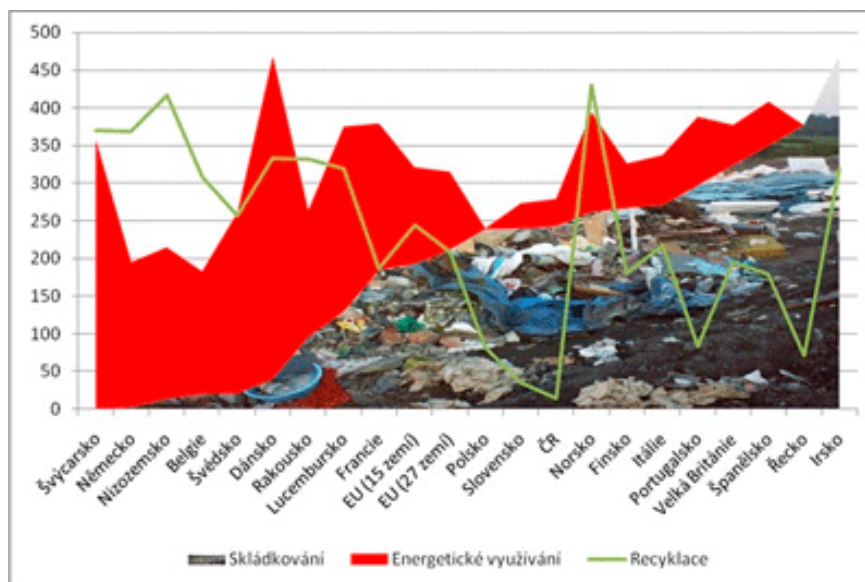 500
450
400
350
300
250
200
150
100
50
0
Švýcarsko
Německo
Nizozemsko
Belgie
Švédsko
Dánsko
Rakousko
Lucembursko
Francie
EU (15 zemí)
EU (27 zemí)
Polsko
Slovensko
ČR
Norsko
Finsko
Itálie
Portugalsko
Velká Británie
Španělsko
Řecko
Irsko
Skládkování Energetické využívání Recyklace